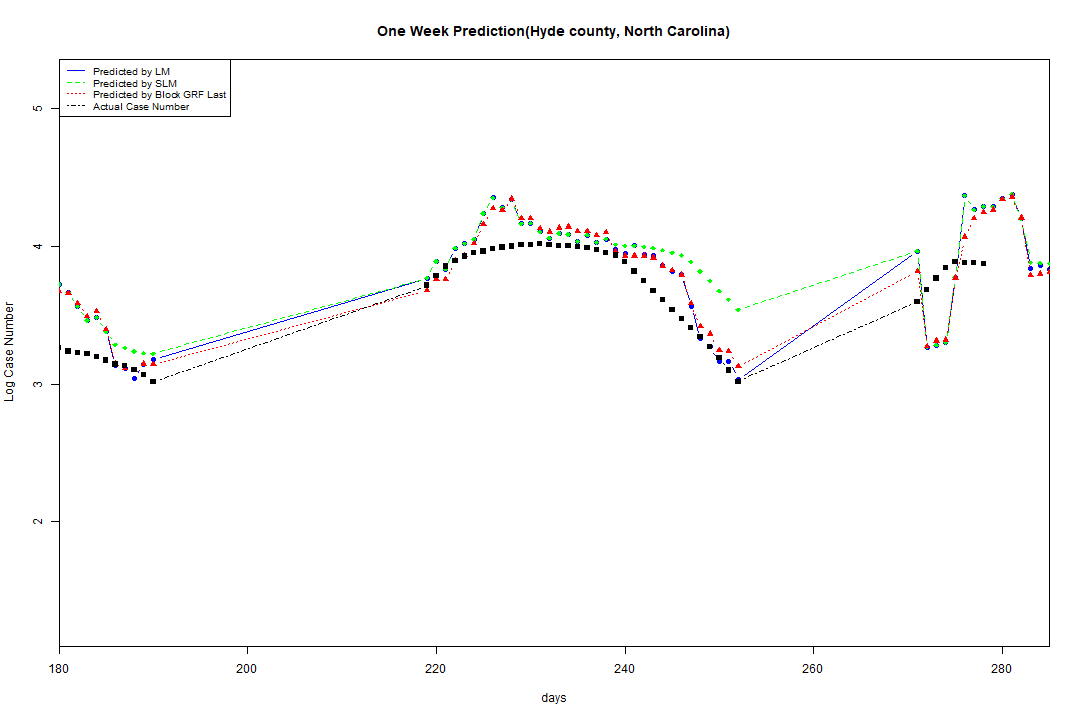 One Week Prediction(Hyde county, North Carolina)
Predicted by LM
Predicted by SLM
Predicted by Block GRF Last
Actual Case Number
5
4
3
2
Log Case Number
180 200 220 240 260 280
days